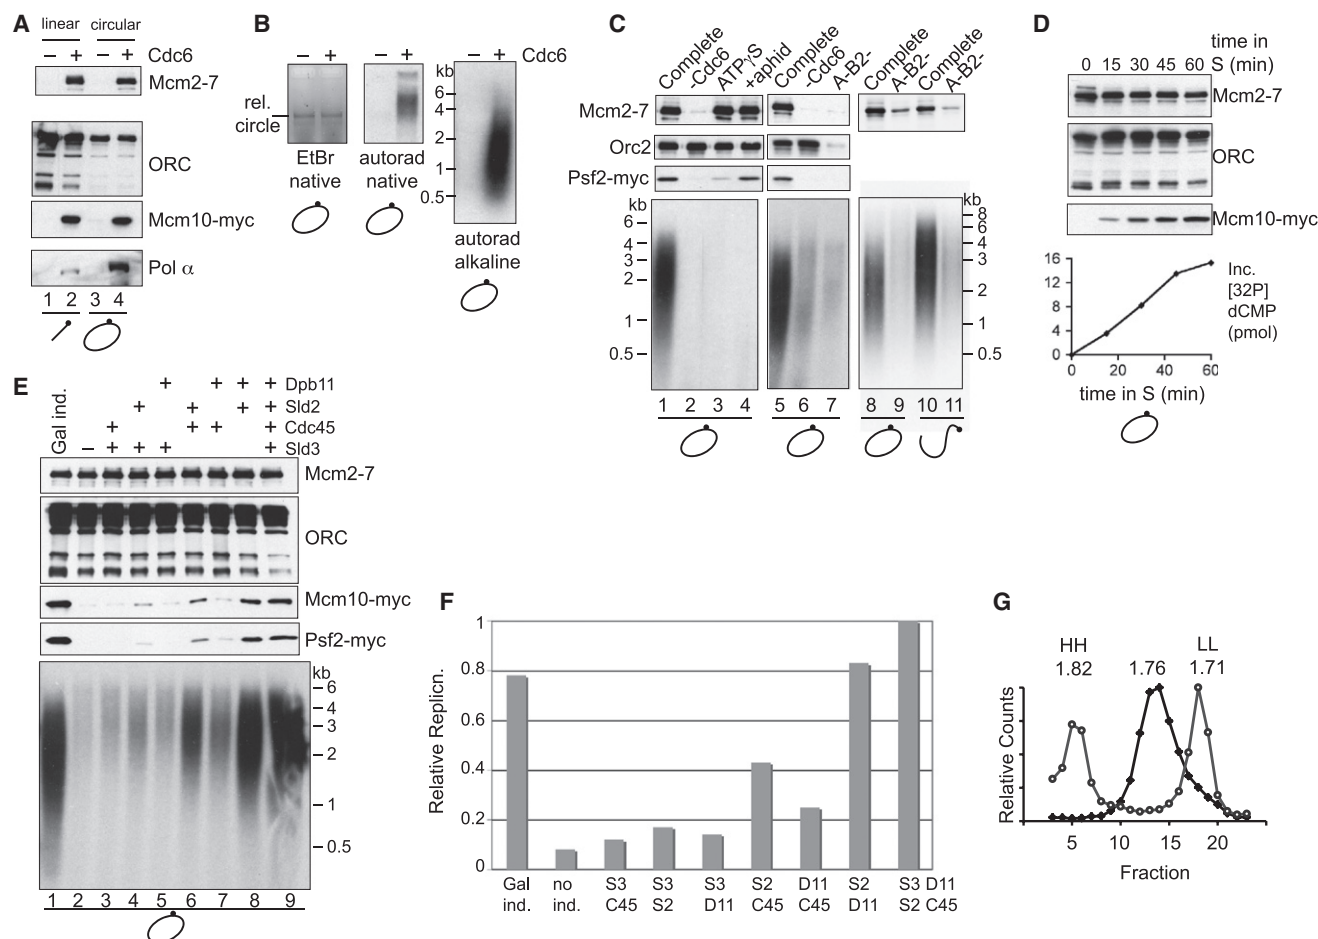 A
linear circular
– + – + Cdc6
Mcm2-7
ORC
Mcm10-myc
Pol α
1 2 3 4
B
– + – + – + Cdc6
rel.
circle
kb
6
4
2
1
0.5
EtBr
native
autorad
native
autorad
alkaline
C
Complete
-Cdc6
ATPγS
+aphid
Complete
-Cdc6
A-B2-
Complete
A-B2-
Complete
A-B2-
Mcm2-7
Orc2
Psf2-myc
kb
6
4
3
2
1
0.5
kb
8
6
4
3
2
1
0.5
1 2 3 4 5 6 7 8 9 10 11
D
time in
0 15 30 45 60 S (min)
Mcm2-7
ORC
Mcm10-myc
16
12
8
4
0
0 20 40 60
time in S (min)
Inc.
[32P]
dCMP
(pmol)
E
Gal ind.
–
+ + + + Dpb11
+ + + + Sld2
+ + + + Cdc45
+ + + + Sld3
Mcm2-7
ORC
Mcm10-myc
Psf2-myc
kb
6
4
3
2
1
0.5
1 2 3 4 5 6 7 8 9
F
Relative Replicn.
1
0.8
0.6
0.4
0.2
0
Gal no S3 S3 S3 S2 D11 S2 S3 D11
ind. ind. C45 S2 D11 C45 C45 D11 S2 C45
G
HH LL
1.82 1.76 1.71
Relative Counts
5 10 15 20
Fraction